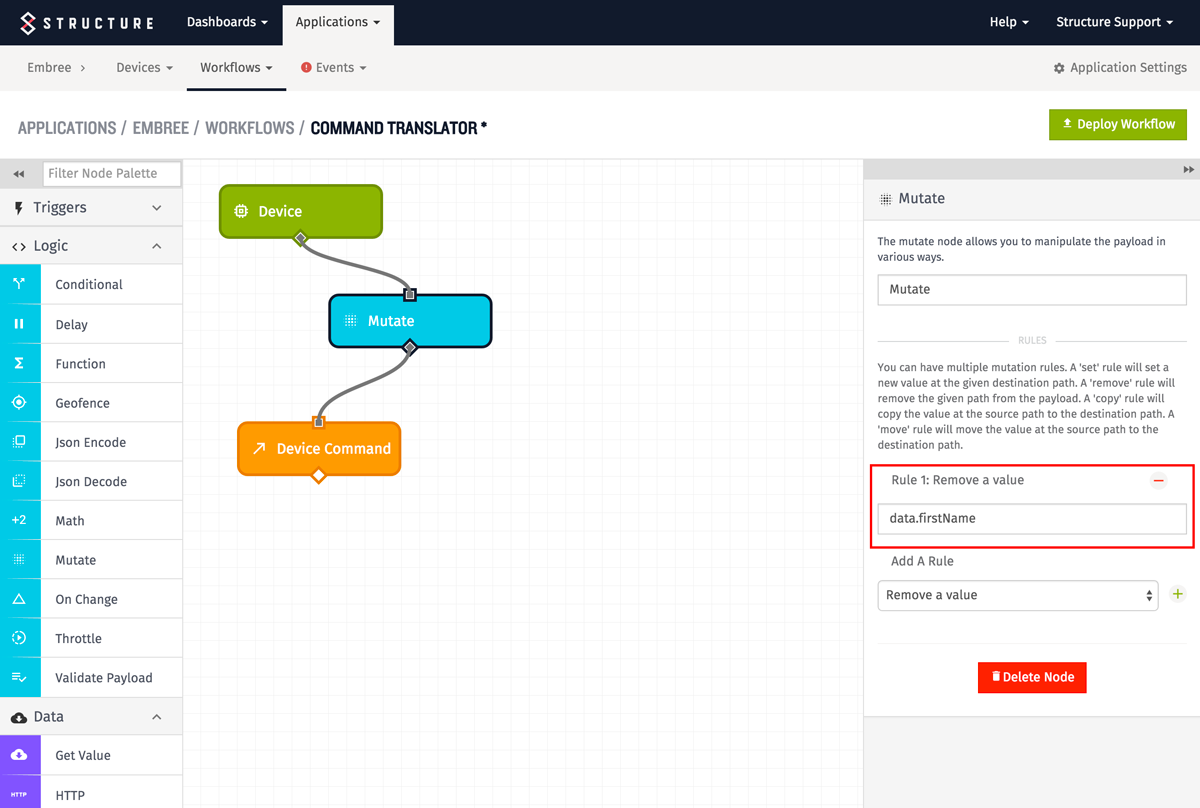 STRUCTURE
Dashboards
Applications
Help
Structure Support
Embree
Devices
Workflows
Events
Application Settings
APPLICATIONS / EMBREE / WORKFLOWS / COMMAND TRANSLATOR *
Deploy Workflow
Filter Node Palette
Triggers
Logic
Conditional
Delay
Function
Geofence
Json Encode
Json Decode
+2 Math
Mutate
On Change
Throttle
Validate Payload
Data
Get Value
HTTP HTTP
Device
Mutate
Device Command
Mutate
The mutate node allows you to manipulate the payload in
various ways.
Mutate
RULES
You can have multiple mutation rules. A 'set' rule will set a
new value at the given destination path. A 'remove' rule will
remove the given path from the payload. A 'copy' rule will
copy the value at the source path to the destination path. A
'move' rule will move the value at the source path to the
destination path.
Rule 1: Remove a value
data.firstName
Add A Rule
Remove a value
Delete Node